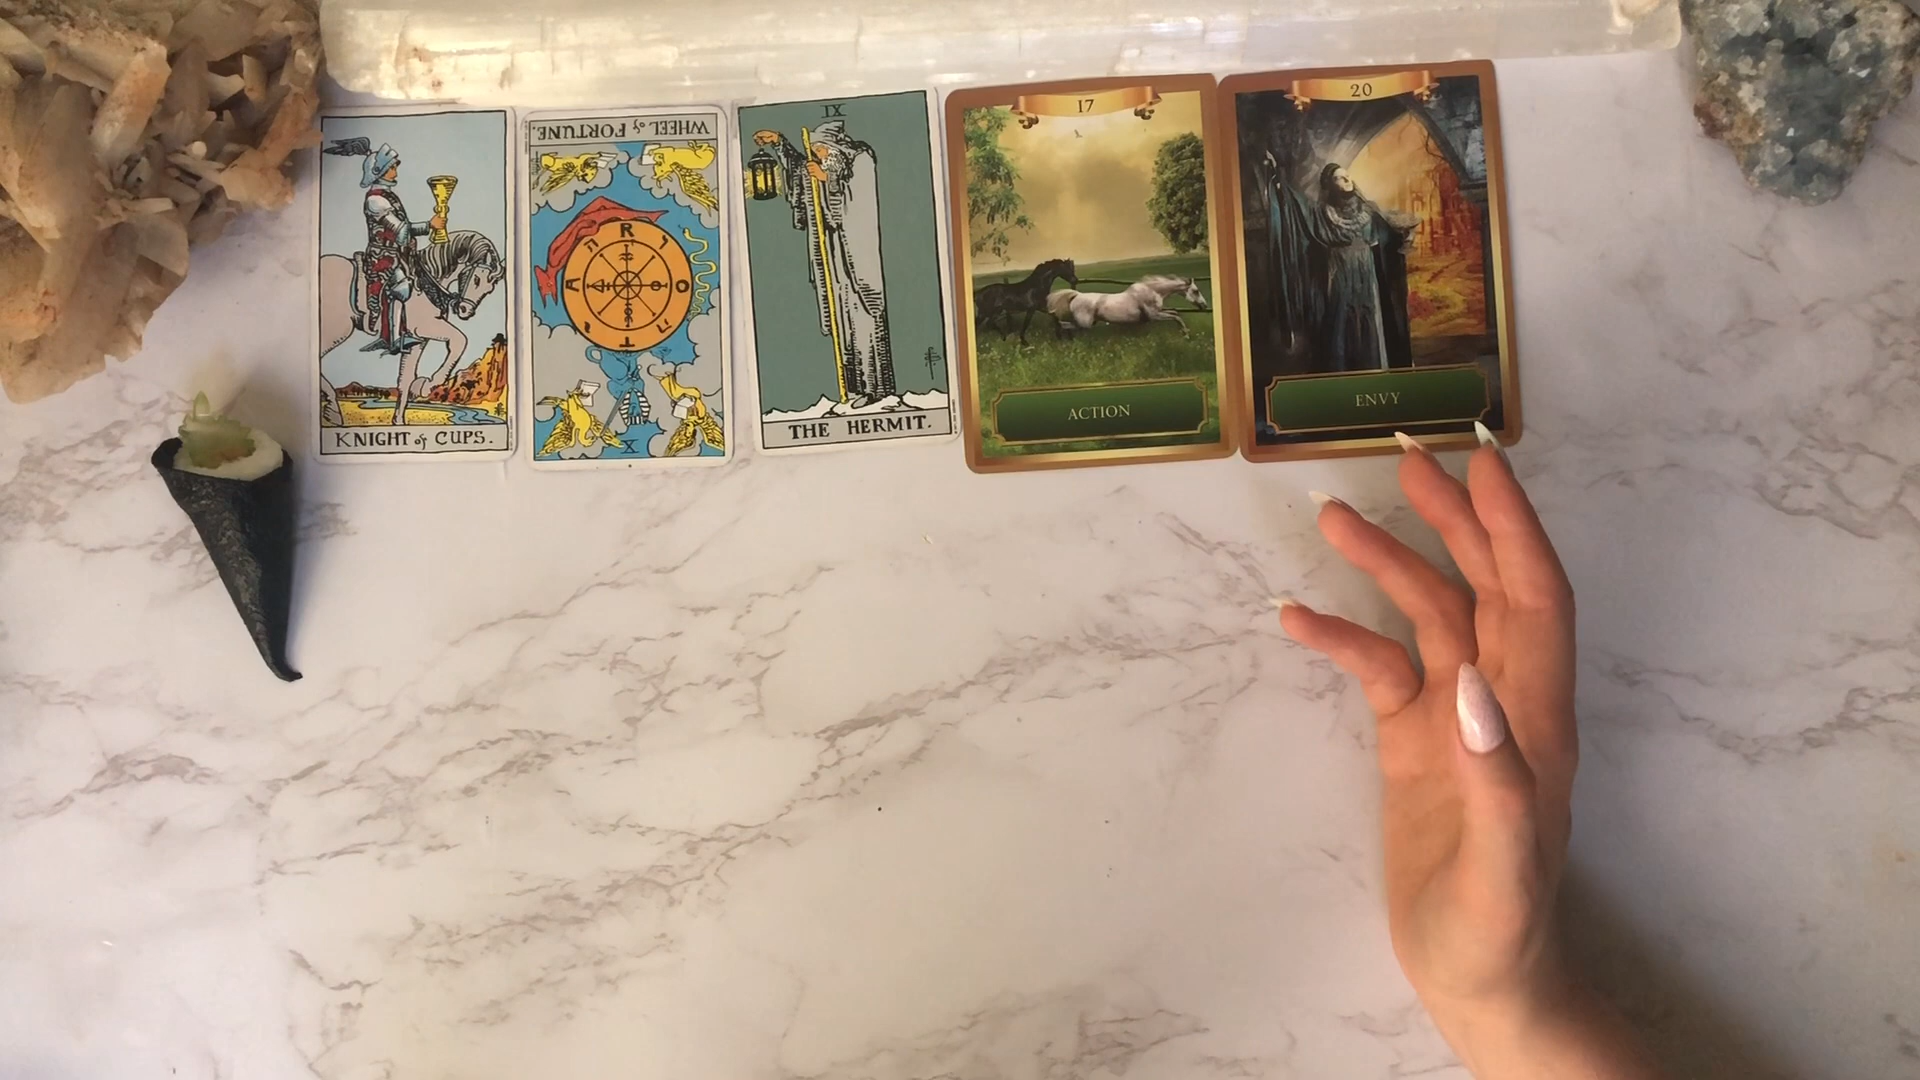 KNIGHT of CUPS.
WHEEL of FORTUNE.
X
IX
THE HERMIT.
17
ACTION
20
ENVY